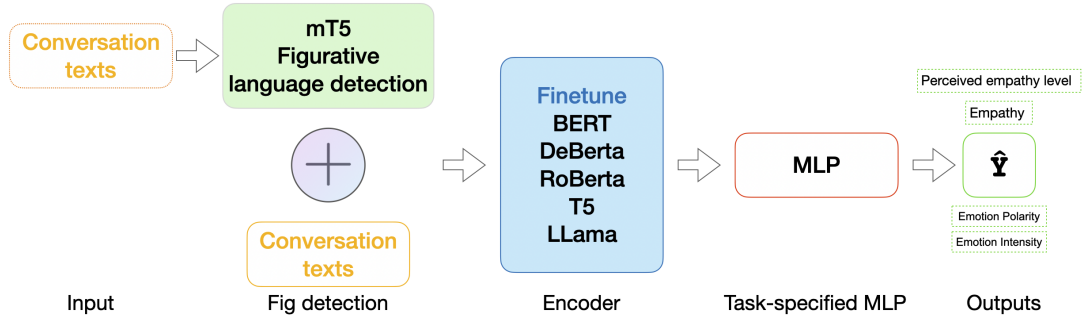 Conversation
texts
mT5
Figurative
language detection
Conversation
texts
Finetune
BERT
DeBerta
RoBerta
T5
LLama
MLP
Perceived empathy level
Empathy
Ŷ
Emotion Polarity
Emotion Intensity
Input
Fig detection
Encoder
Task-specified MLP
Outputs